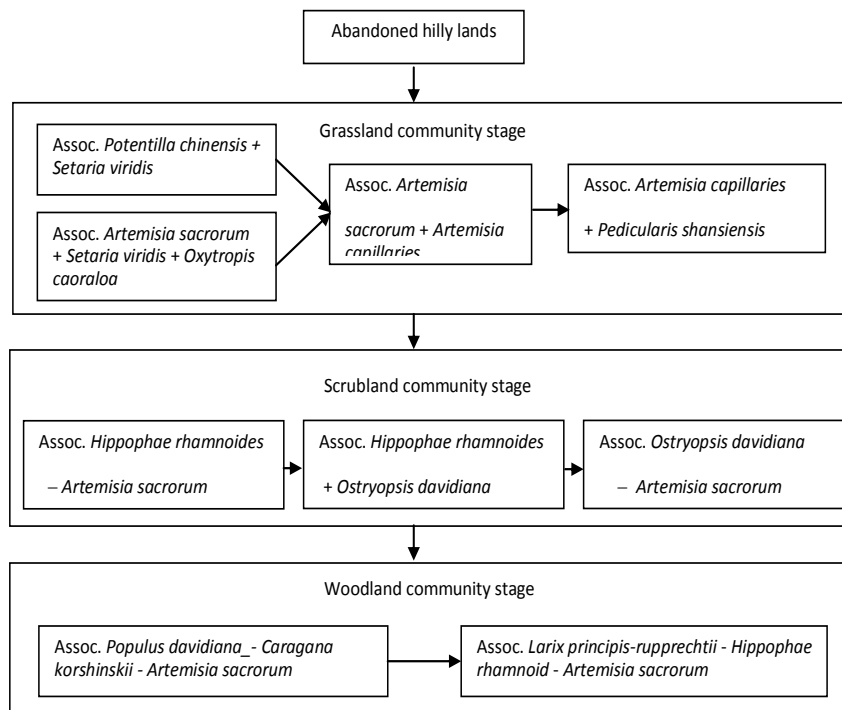 Abandoned hilly lands
Grassland community stage
Assoc. Potentilla chinensis +
Setaria viridis
Assoc. Artemisia sacrorum
+ Setaria viridis + Oxytropis
caoraloa
Assoc. Artemisia
sacrorum + Artemisia
capillaries
Assoc. Artemisia capillaries
+ Pedicularis shansiensis
Scrubland community stage
Assoc. Hippophae rhamnoides
– Artemisia sacrorum
Assoc. Hippophae rhamnoides
+ Ostryopsis davidiana
Assoc. Ostryopsis davidiana
– Artemisia sacrorum
Woodland community stage
Assoc. Populus davidiana_- Caragana
korshinskii - Artemisia sacrorum
Assoc. Larix principis-rupprechtii - Hippophae
rhamnoid - Artemisia sacrorum